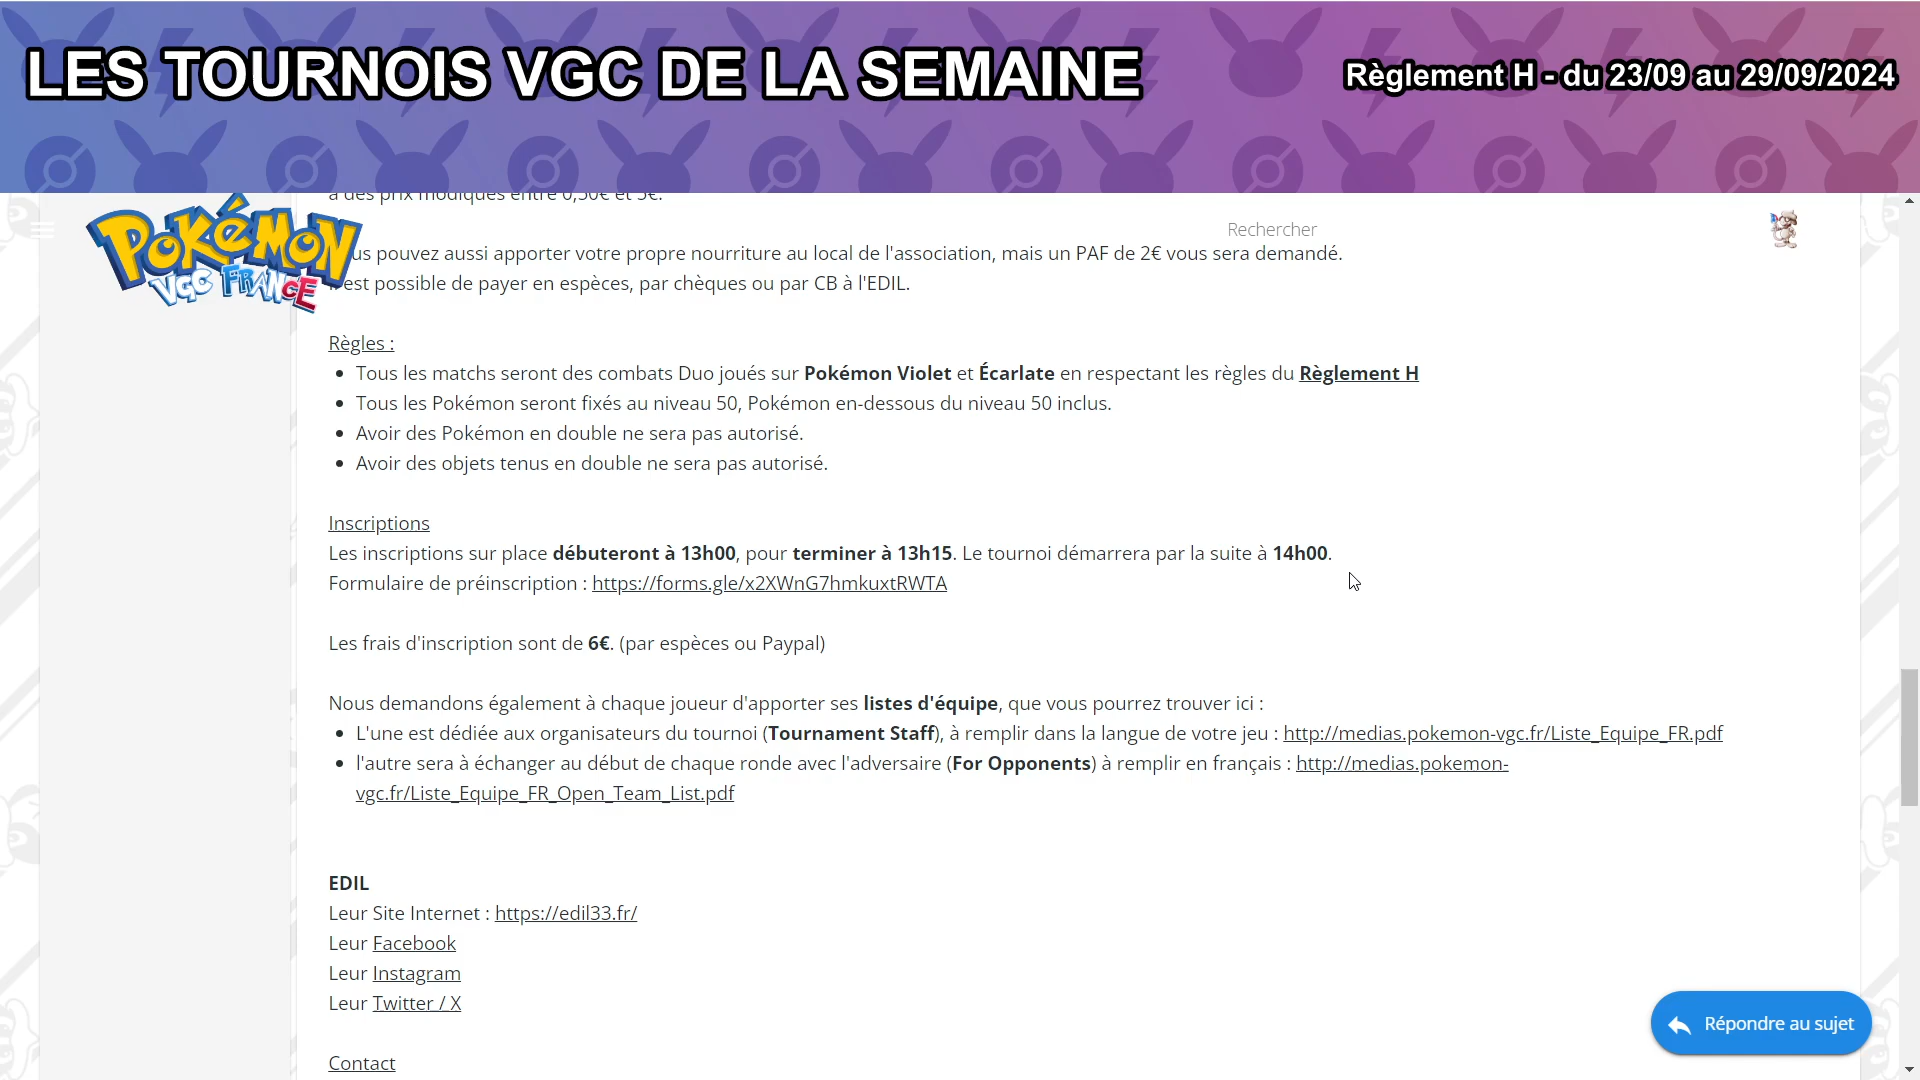 LES TOURNOIS VGC DE LA SEMAINE
Règlement H - du 23/09 au 29/09/2024
à des prix modiques entre 0,50€ et 5€.
POKéMON
VGC FRANCE
Rechercher
us pouvez aussi apporter votre propre nourriture au local de l'association, mais un PAF de 2€ vous sera demandé.
est possible de payer en espèces, par chèques ou par CB à l'EDIL.
Règles :
• Tous les matchs seront des combats Duo joués sur Pokémon Violet et Écarlate en respectant les règles du Règlement H
• Tous les Pokémon seront fixés au niveau 50, Pokémon en-dessous du niveau 50 inclus.
• Avoir des Pokémon en double ne sera pas autorisé.
• Avoir des objets tenus en double ne sera pas autorisé.
Inscriptions
Les inscriptions sur place débuteront à 13h00, pour terminer à 13h15. Le tournoi démarrera par la suite à 14h00.
Formulaire de préinscription : https://forms.gle/x2XWnG7hmkuxtRWTA
Les frais d'inscription sont de 6€. (par espèces ou Paypal)
Nous demandons également à chaque joueur d'apporter ses listes d'équipe, que vous pourrez trouver ici :
• L'une est dédiée aux organisateurs du tournoi (Tournament Staff), à remplir dans la langue de votre jeu : http://medias.pokemon-vgc.fr/Liste_Equipe_FR.pdf
• l'autre sera à échanger au début de chaque ronde avec l'adversaire (For Opponents) à remplir en français : http://medias.pokemon-
vgc.fr/Liste_Equipe_FR_Open_Team_List.pdf
EDIL
Leur Site Internet : https://edil33.fr/
Leur Facebook
Leur Instagram
Leur Twitter / X
Répondre au sujet
Contact